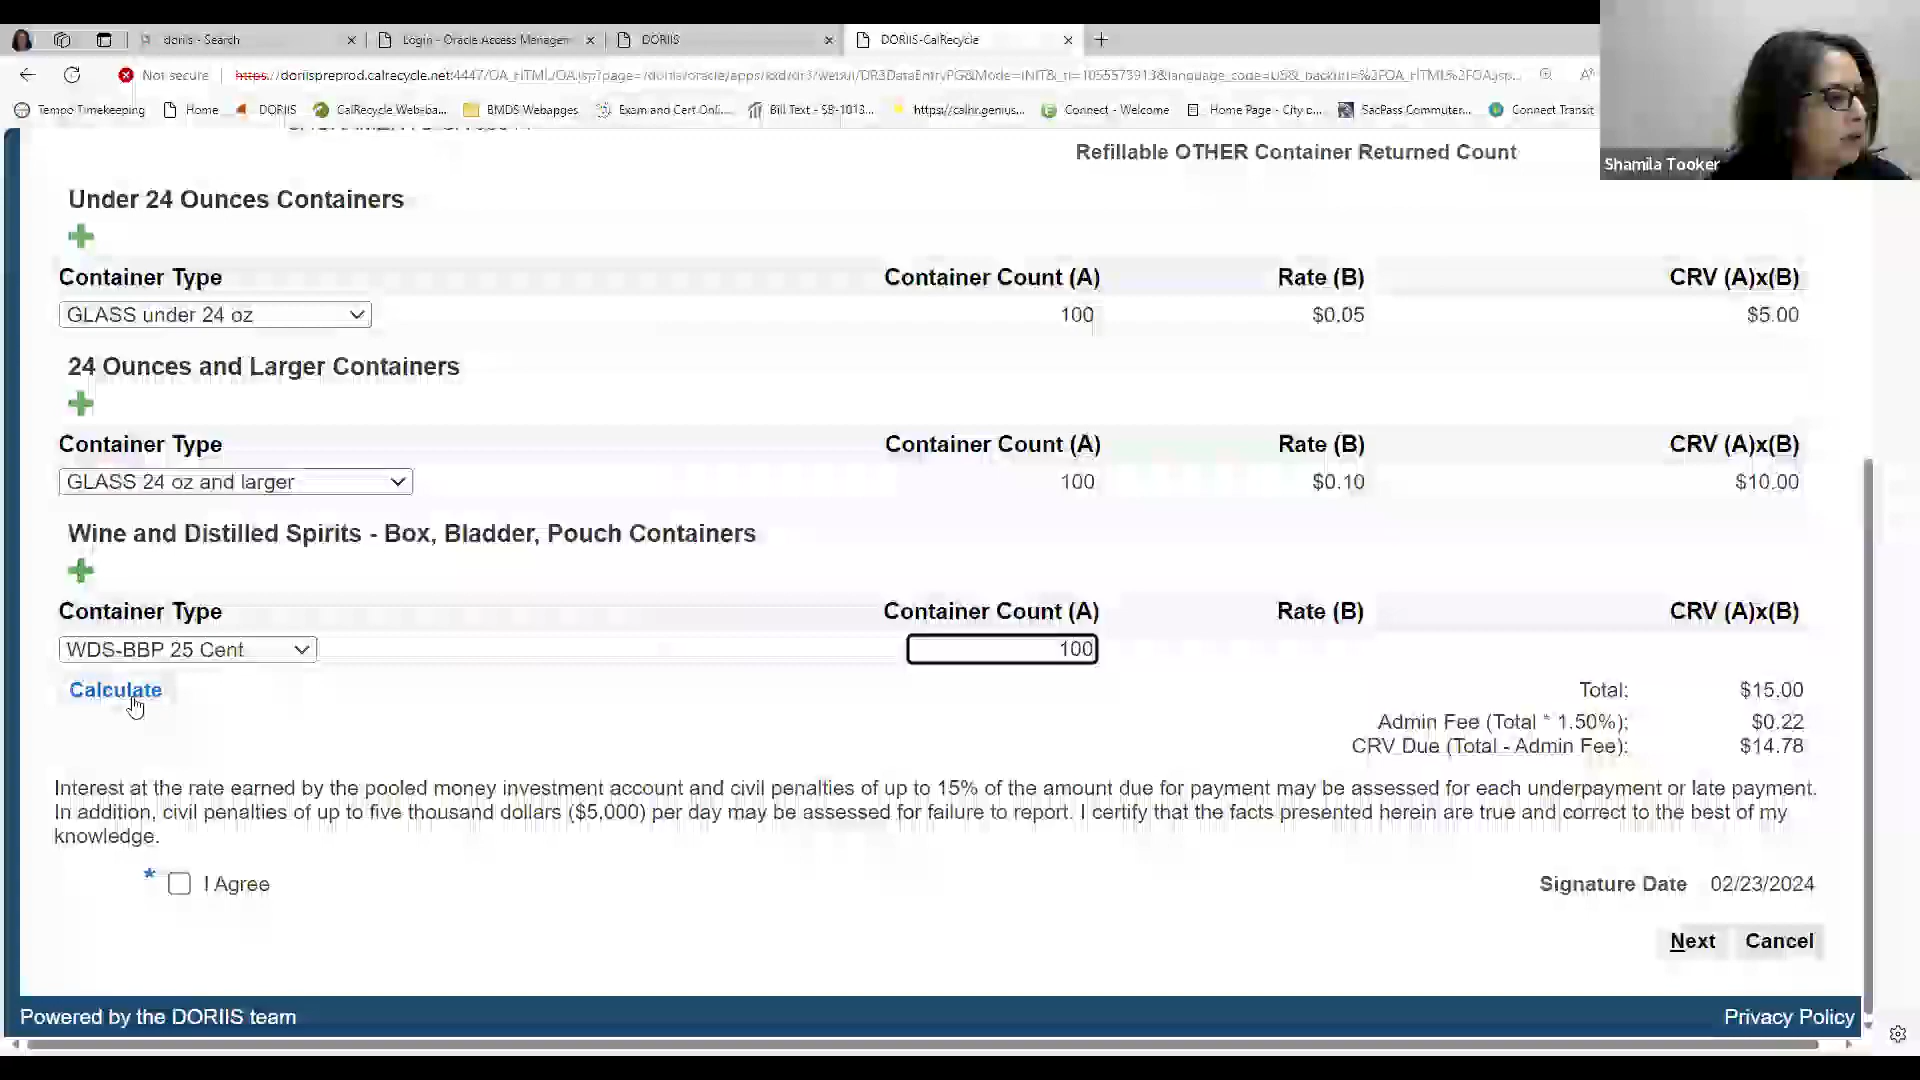 doriis - Search
Login - Oracle Access Managem
DORIIS
DORIIS-CalRecycle
Not secure
Tempo Timekeeping
Home
DORIIS
CalRecycle Web-ba...
BMDS Webapges
Exam and Cert Onli...
Bill Text - SB-1013...
https://calhr.genius...
Connect - Welcome
Home Page - City o...
SacPass Commuter...
Connect Transit
Shamila Tooker
Refillable OTHER Container Returned Count
Under 24 Ounces Containers
Container Type Container Count (A) Rate (B) CRV (A)x(B)
GLASS under 24 oz 100 $0.05 $5.00
24 Ounces and Larger Containers
Container Type Container Count (A) Rate (B) CRV (A)x(B)
GLASS 24 oz and larger 100 $0.10 $10.00
Wine and Distilled Spirits - Box, Bladder, Pouch Containers
Container Type Container Count (A) Rate (B) CRV (A)x(B)
WDS-BBP 25 Cent 100
Calculate Total: $15.00
Admin Fee (Total * 1.50%); $0.22
CRV Due (Total - Admin Fee): $14.78
Interest at the rate earned by the pooled money investment account and civil penalties of up to 15% of the amount due for payment may be assessed for each underpayment or late payment.
In addition, civil penalties of up to five thousand dollars ($5,000) per day may be assessed for failure to report. I certify that the facts presented herein are true and correct to the best of my
knowledge.
* I Agree Signature Date 02/23/2024
Next Cancel
Powered by the DORIIS team Privacy Policy